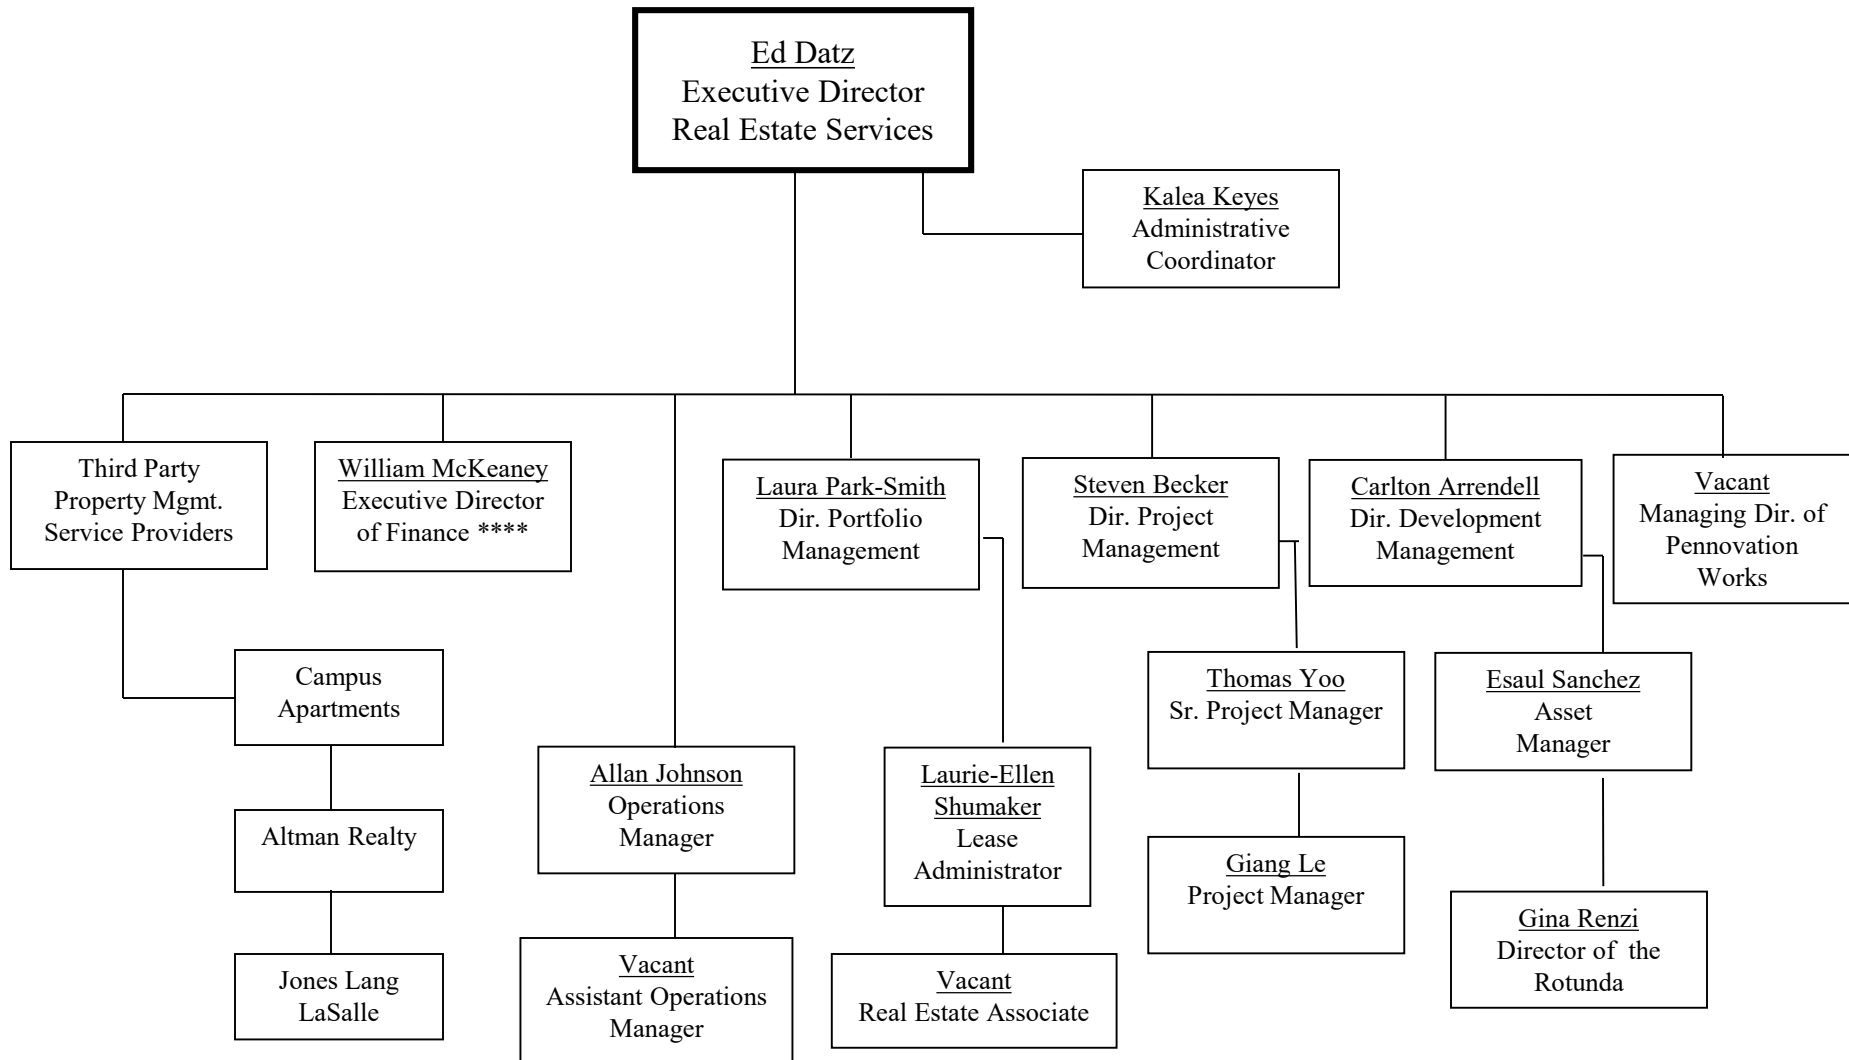 Ed Datz
Executive Director
Real Estate Services
Kalea Keyes
Administrative
Coordinator
Third Party
Property Mgmt.
Service Providers
William McKeaney
Executive Director
of Finance ****
Laura Park-Smith
Dir. Portfolio
Management
Steven Becker
Dir. Project
Management
Carlton Arrendell
Dir. Development
Management
Vacant
Managing Dir. of
Pennovation
Works
Campus
Apartments
Thomas Yoo
Sr. Project Manager
Esaul Sanchez
Asset
Manager
Altman Realty
Allan Johnson
Operations
Manager
Laurie-Ellen
Shumaker
Lease
Administrator
Giang Le
Project Manager
Gina Renzi
Director of the
Rotunda
Jones Lang
LaSalle
Vacant
Assistant Operations
Manager
Vacant
Real Estate Associate